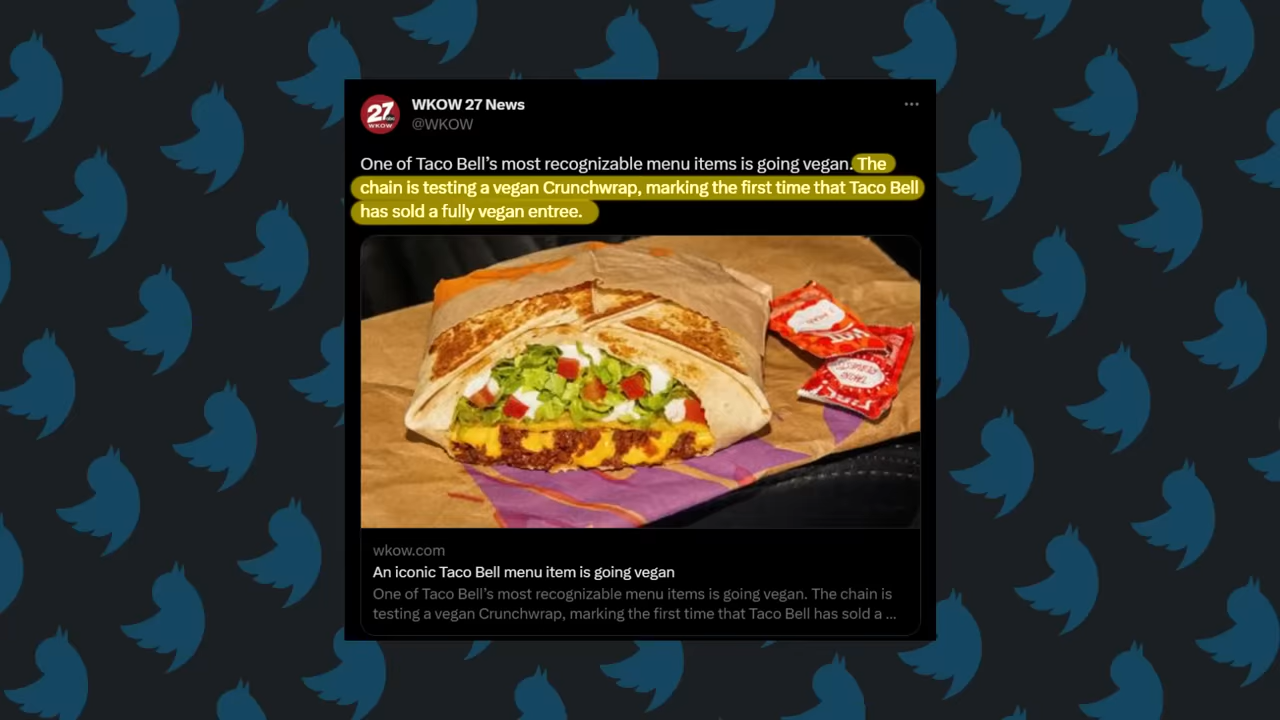 27
WKOW
WKOW 27 News
@WKOW
One of Taco Bell’s most recognizable menu items is going vegan. The
chain is testing a vegan Crunchwrap, marking the first time that Taco Bell
has sold a fully vegan entree.
HOT
wkow.com
An iconic Taco Bell menu item is going vegan
One of Taco Bell’s most recognizable menu items is going vegan. The chain is
testing a vegan Crunchwrap, marking the first time that Taco Bell has sold a ...